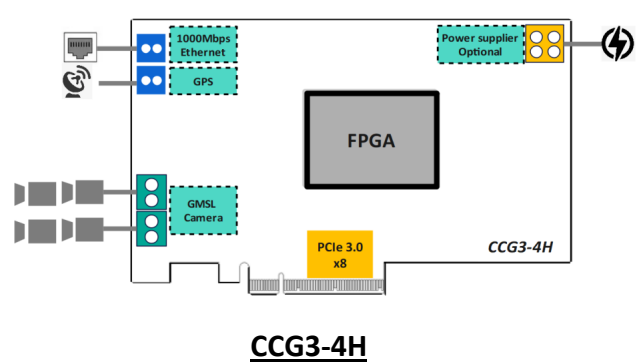 1000Mbps
Ethernet
Power supplier
Optional
GPS
FPGA
GMSL
Camera
PCIe 3.0
x8
CCG3-4H
CCG3-4H